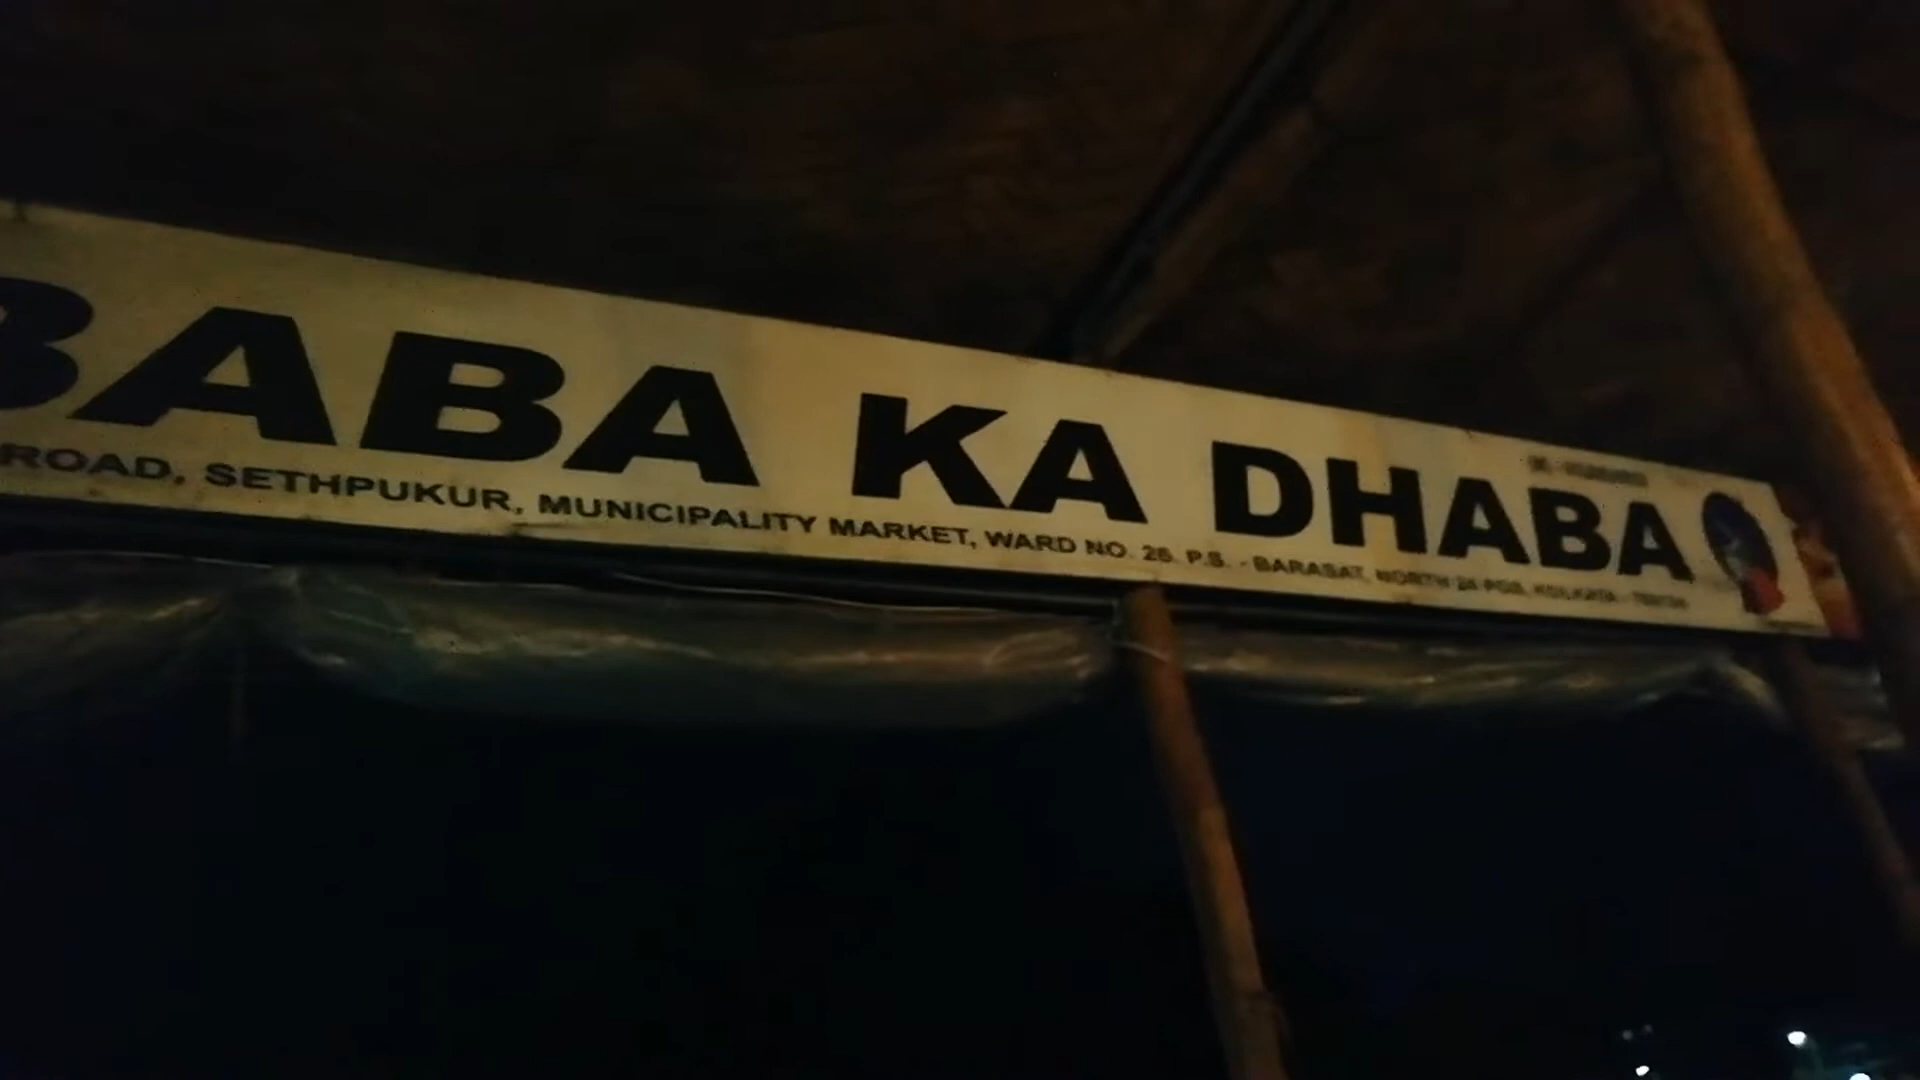 BABA KA DHABA
ROAD, SETHPUKUR, MUNICIPALITY MARKET, WARD NO. 26. P.S. - BARASAT, NORTH 24 PGS, KOLKATA -